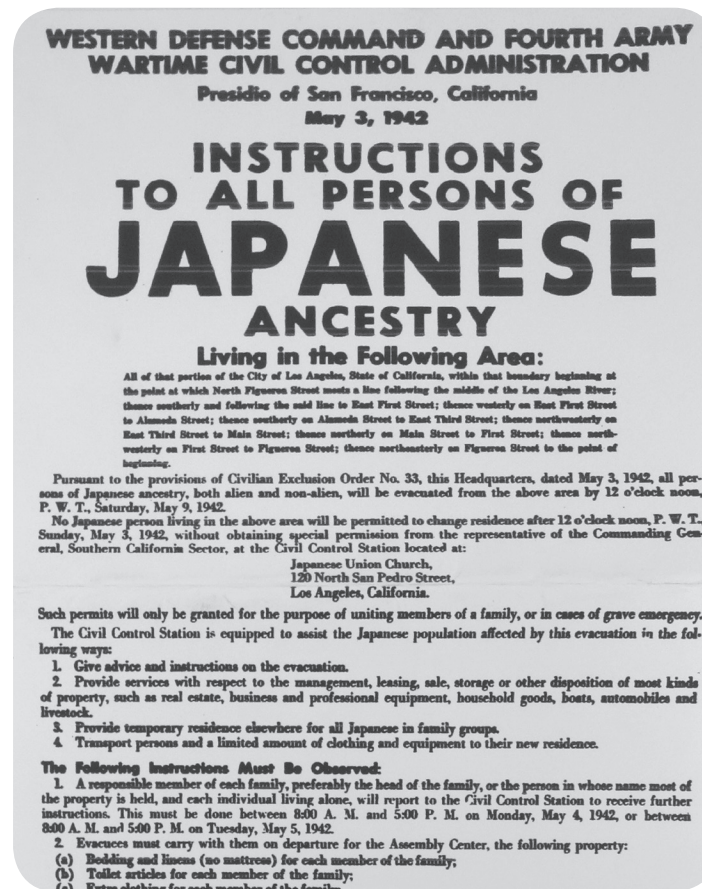 WESTERN DEFENSE COMMAND AND FOURTH ARMY
WARTIME CIVIL CONTROL ADMINISTRATION
Presidio of San Francisco, California
May 3, 1942
INSTRUCTIONS
TO ALL PERSONS OF
JAPANESE
ANCESTRY
Living in the Following Area:
All of that portion of the City of Los Angeles, State of California, within that boundary beginning at
the point at which North Figueroa Street meets a line following the middle of the Los Angeles River;
thence southerly and following the said line to East First Street; thence westerly on East First Street
to Alameda Street; thence southerly on Alameda Street to East Third Street; thence northwesterly on
East Third Street to Main Street; thence northerly on Main Street to First Street; thence north-
westerly on First Street to Figueroa Street; thence northeasterly on Figueroa Street to the point of
beginning.
Pursuant to the provisions of Civilian Exclusion Order No. 33, this Headquarters, dated May 3, 1942, all per-
sons of Japanese ancestry, both alien and non-alien, will be evacuated from the above area by 12 o'clock noon,
P. W. T., Saturday, May 9, 1942.
No Japanese person living in the above area will be permitted to change residence after 12 o'clock noon, P. W. T.,
Sunday, May 3, 1942, without obtaining special permission from the representative of the Commanding Gen-
eral, Southern California Sector, at the Civil Control Station located at:
Japanese Union Church,
120 North San Pedro Street,
Los Angeles, California.
Such permits will only be granted for the purpose of uniting members of a family, or in cases of grave emergency.
The Civil Control Station is equipped to assist the Japanese population affected by this evacuation in the fol-
lowing ways:
1. Give advice and instructions on the evacuation.
2. Provide services with respect to the management, leasing, sale, storage or other disposition of most kinds
of property, such as real estate, business and professional equipment, household goods, boats, automobiles and
livestock.
3. Provide temporary residence elsewhere for all Japanese in family groups.
4. Transport persons and a limited amount of clothing and equipment to their new residence.
The Following Instructions Must Be Observed:
1. A responsible member of each family, preferably the head of the family, or the person in whose name most of
the property is held, and each individual living alone, will report to the Civil Control Station to receive further
instructions. This must be done between 8:00 A. M. and 5:00 P. M. on Monday, May 4, 1942, or between
8:00 A. M. and 5:00 P. M. on Tuesday, May 5, 1942.
2. Evacuees must carry with them on departure for the Assembly Center, the following property:
(a) Bedding and linens (no mattress) for each member of the family;
(b) Toilet articles for each member of the family;
(c) Extra clothing for each member of the family;